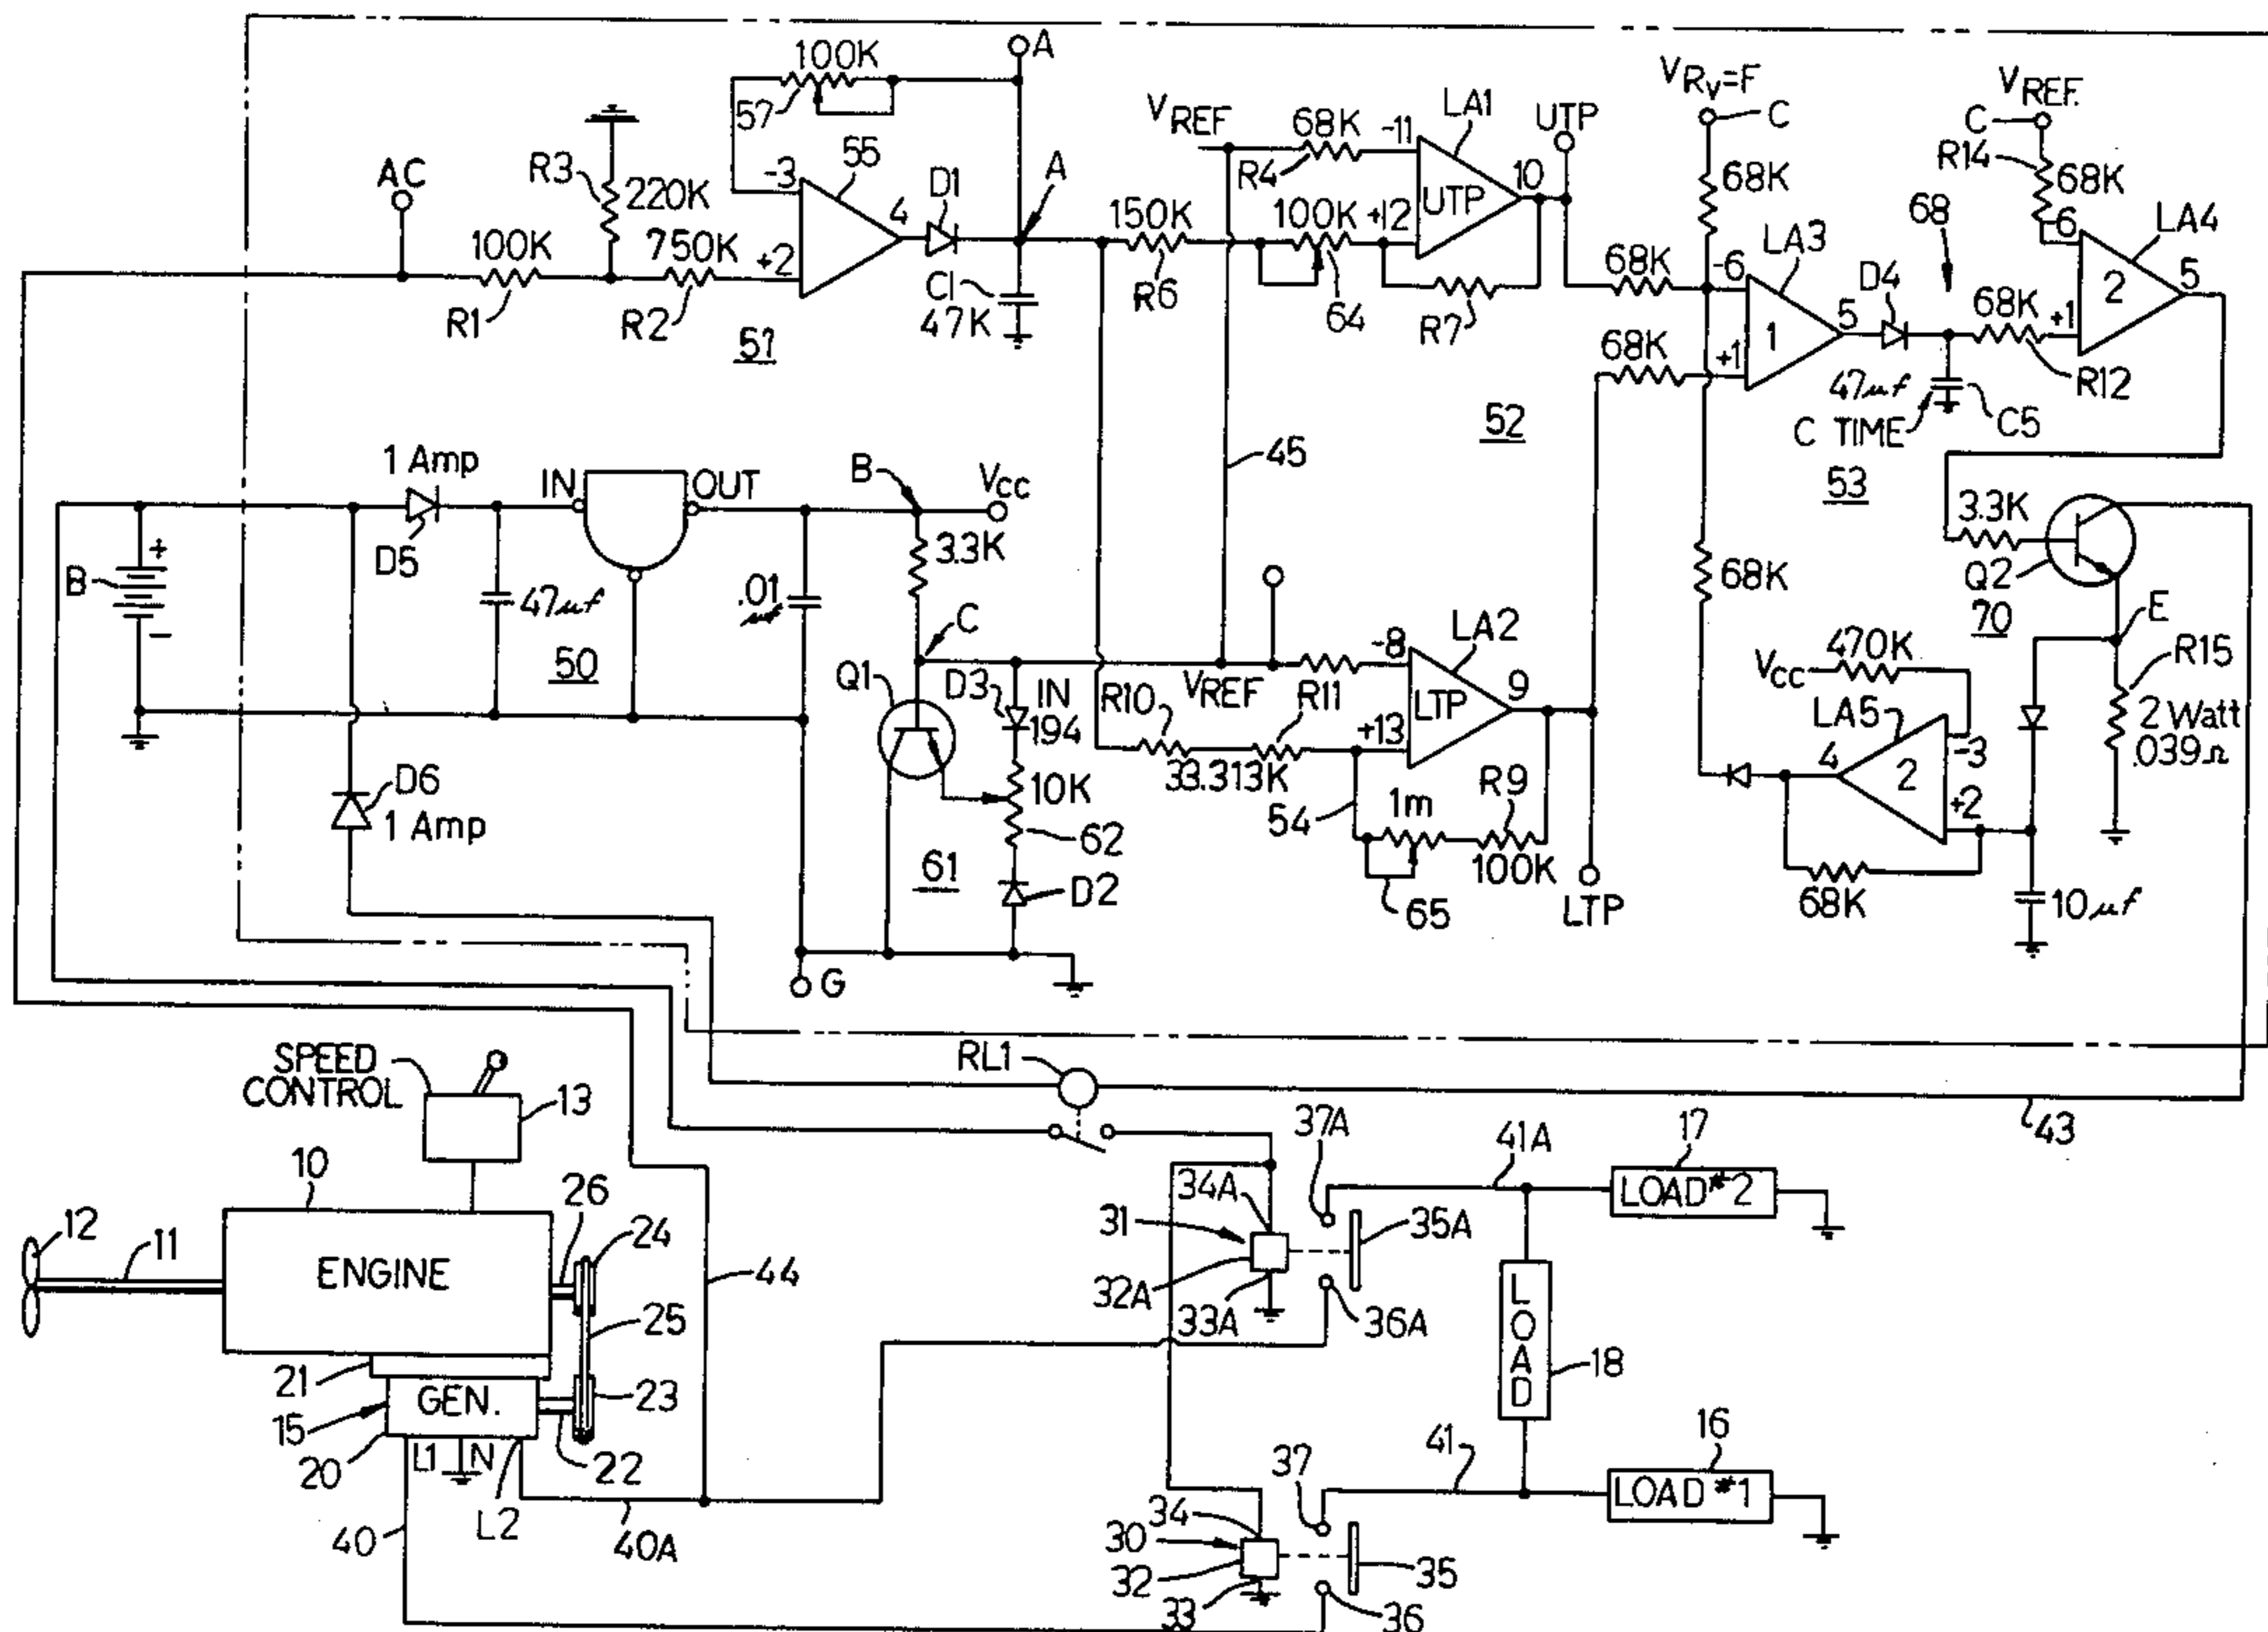 100K
A
57
R3
220K
AC
100K
R1
750K
R2
-3
+2
55
4
D1
A
C1
47K
51
VREF
68K
R4
-11
LA1
UTP
10
UTP
150K
R6
100K
+12
64
R7
VRv=F
C
68K
68K
-6
LA3
1
5
D4
68K
+1
VREF.
C
R14
68K
68
-6
LA4
2
5
68K
+1
R12
47µf
C TIME
C5
52
53
45
1 Amp
D5
IN
OUT
B
Vcc
B
+
-
47µf
50
.01
3.3K
C
Q1
D3
IN
194
VREF
10K
62
61
D2
D6
1 Amp
G
R10
R11
33.313K
-8
LA2
LTP
9
+13
54
1m
R9
100K
65
LTP
68K
3.3K
Q2
70
E
470K
Vcc
LA5
4
2
-3
+2
R15
2 Watt
.039Ω
68K
10µf
SPEED
CONTROL
13
RL1
43
10
12
11
ENGINE
26
24
25
44
21
GEN.
23
15
20
L1
N
22
L2
40
40A
37A
41A
17
LOAD #2
34A
31
35A
32A
33A
36A
LOAD
18
16
LOAD #1
41
37
34
30
32
33
35
36